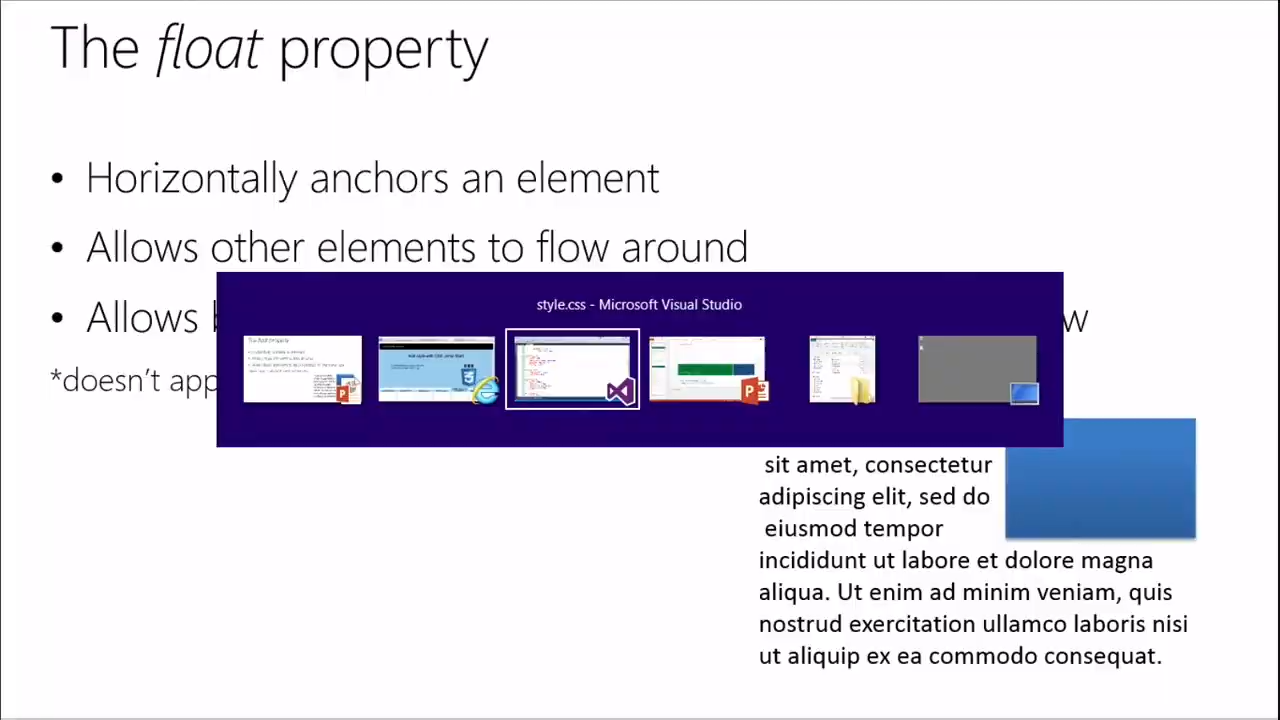 The float property
• Horizontally anchors an element
• Allows other elements to flow around
• Allows
*doesn't app
style.css - Microsoft Visual Studio
sit amet, consectetur
adipiscing elit, sed do
eiusmod tempor
incididunt ut labore et dolore magna
aliqua. Ut enim ad minim veniam, quis
nostrud exercitation ullamco laboris nisi
ut aliquip ex ea commodo consequat.